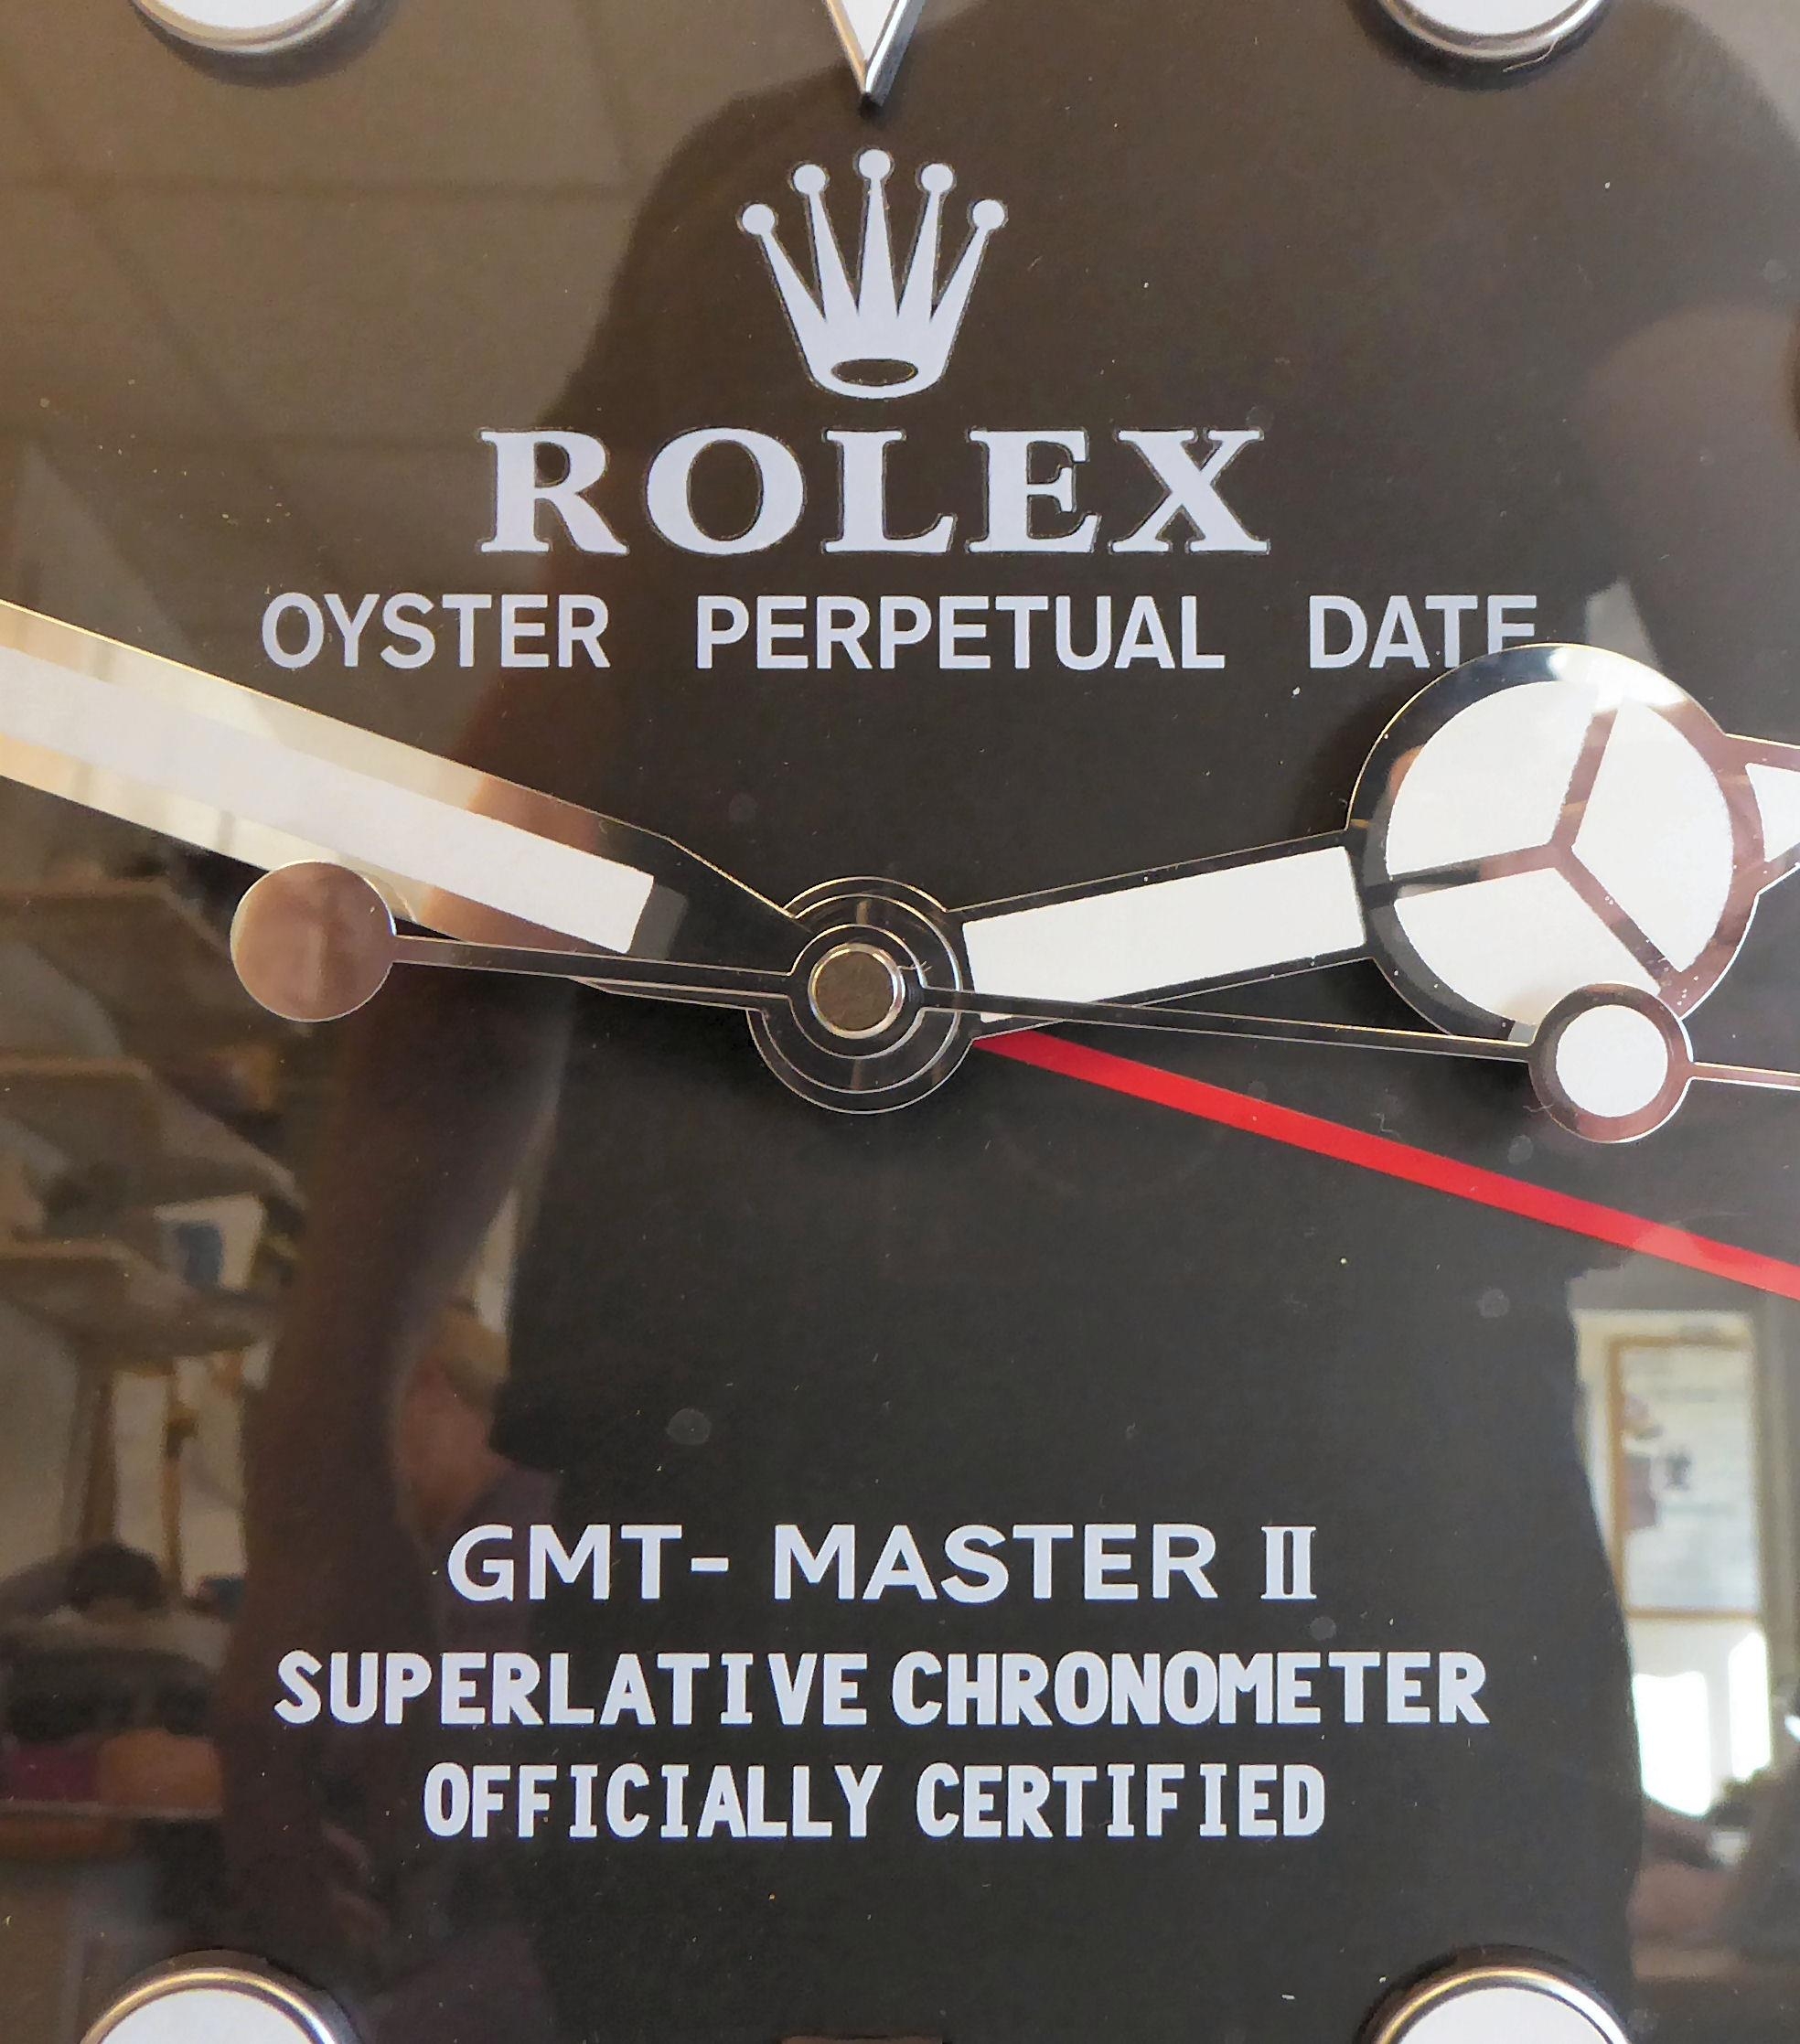 ROLEX
OYSTER PERPETUAL DATE
GMT- MASTER II
SUPERLATIVE CHRONOMETER
OFFICIALLY CERTIFIED